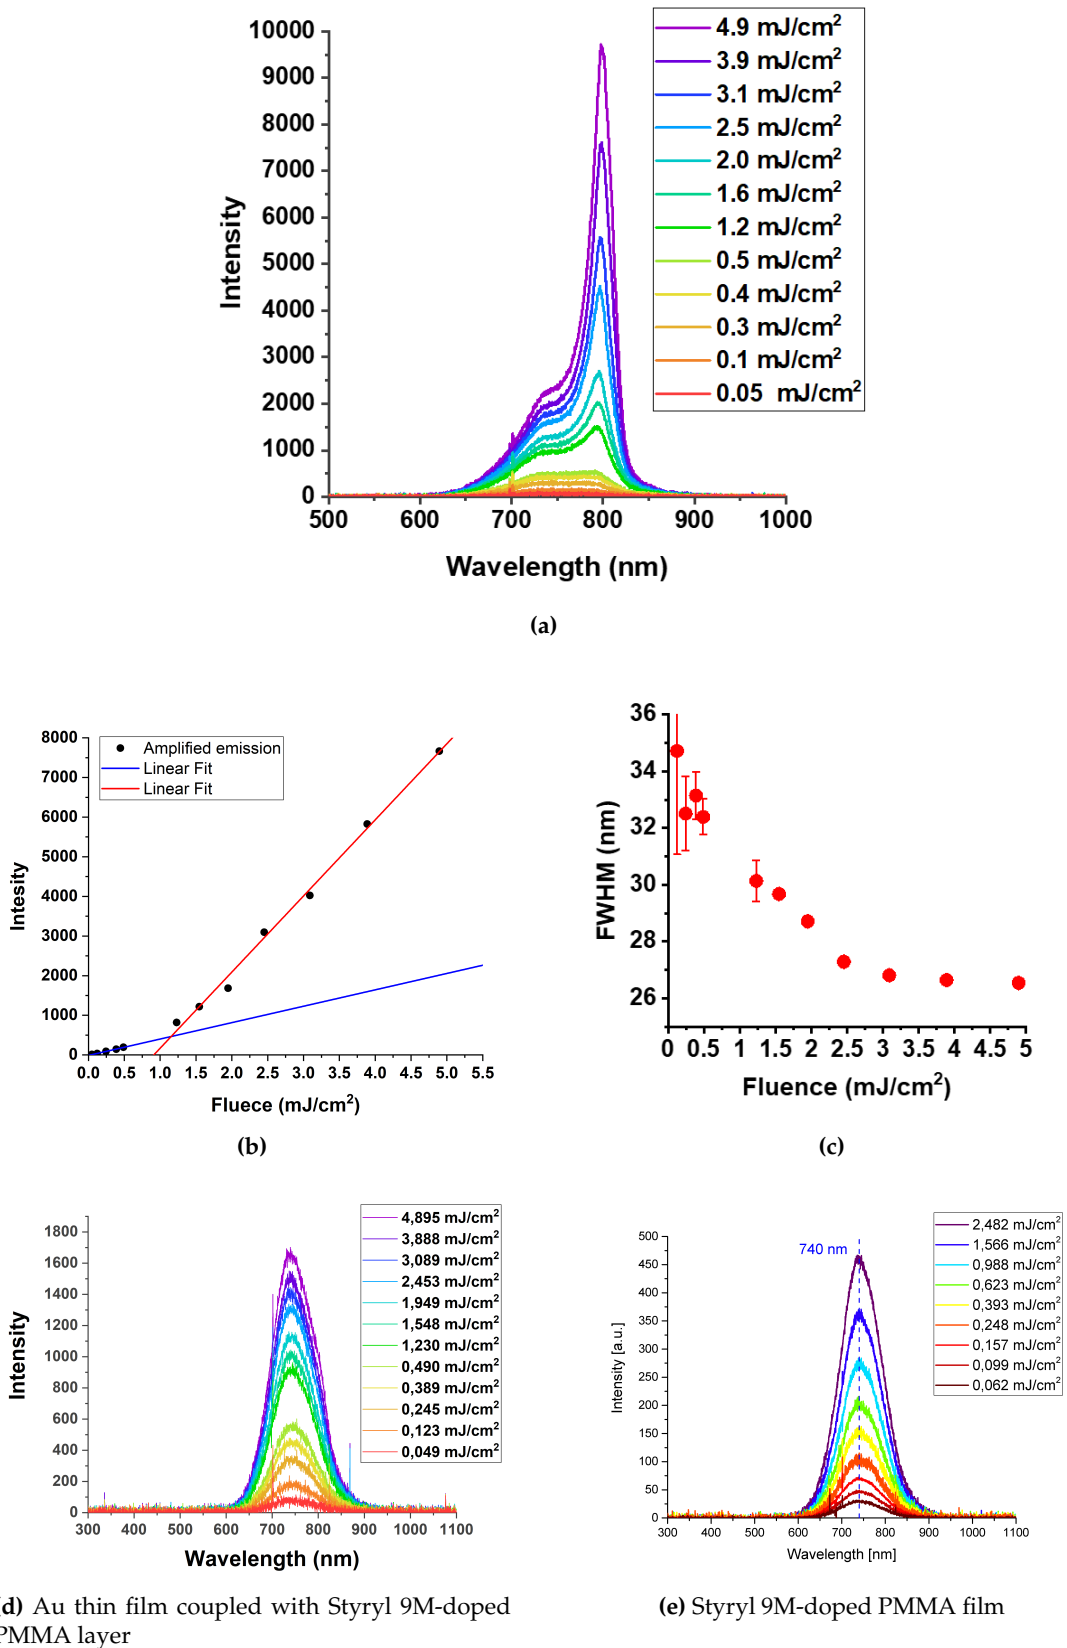 10000
9000
8000
7000
6000
5000
4000
3000
2000
1000
0
Intensity
500 600 700 800 900 1000
Wavelength (nm)
4.9 mJ/cm²
3.9 mJ/cm²
3.1 mJ/cm²
2.5 mJ/cm²
2.0 mJ/cm²
1.6 mJ/cm²
1.2 mJ/cm²
0.5 mJ/cm²
0.4 mJ/cm²
0.3 mJ/cm²
0.1 mJ/cm²
0.05 mJ/cm²
(a)
8000
7000
6000
5000
4000
3000
2000
1000
0
Intesity
Amplified emission
Linear Fit
Linear Fit
0.0 0.5 1.0 1.5 2.0 2.5 3.0 3.5 4.0 4.5 5.0 5.5
Fluece (mJ/cm²)
(b)
36
34
32
30
28
26
FWHM (nm)
0 0.5 1 1.5 2 2.5 3 3.5 4 4.5 5
Fluence (mJ/cm²)
(c)
1800
1600
1400
1200
1000
800
600
400
200
0
Intensity
4,895 mJ/cm²
3,888 mJ/cm²
3,089 mJ/cm²
2,453 mJ/cm²
1,949 mJ/cm²
1,548 mJ/cm²
1,230 mJ/cm²
0,490 mJ/cm²
0,389 mJ/cm²
0,245 mJ/cm²
0,123 mJ/cm²
0,049 mJ/cm²
300 400 500 600 700 800 900 1000 1100
Wavelength (nm)
(d) Au thin film coupled with Styryl 9M-doped
PMMA layer
500
450
400
350
300
250
200
150
100
50
0
Intensity [a.u.]
740 nm
2,482 mJ/cm²
1,566 mJ/cm²
0,988 mJ/cm²
0,623 mJ/cm²
0,393 mJ/cm²
0,248 mJ/cm²
0,157 mJ/cm²
0,099 mJ/cm²
0,062 mJ/cm²
300 400 500 600 700 800 900 1000 1100
Wavelength [nm]
(e) Styryl 9M-doped PMMA film